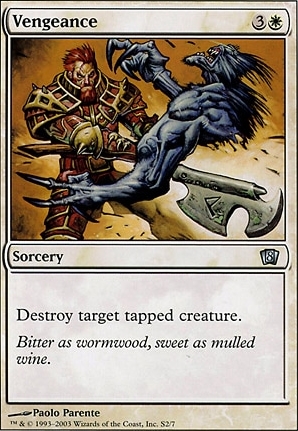 Vengeance 3
Sorcery 8
Destroy target tapped creature.
Bitter as wormwood, sweet as mulled
wine.
Paolo Parente
™ & © 1993–2003 Wizards of the Coast, Inc. S2/7